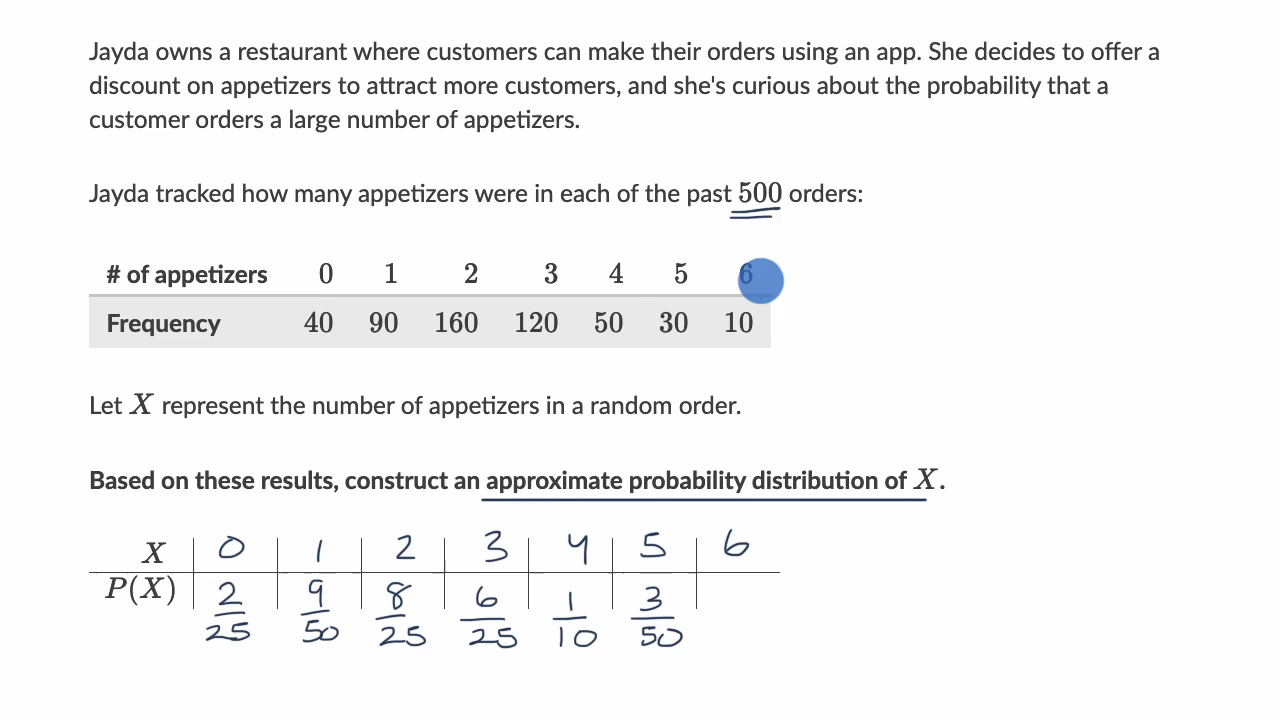 Jayda owns a restaurant where customers can make their orders using an app. She decides to offer a
discount on appetizers to attract more customers, and she's curious about the probability that a
customer orders a large number of appetizers.
Jayda tracked how many appetizers were in each of the past 500 orders:
# of appetizers 0 1 2 3 4 5 6
Frequency 40 90 160 120 50 30 10
Let X represent the number of appetizers in a random order.
Based on these results, construct an approximate probability distribution of X.
X 0 1 2 3 4 5 6
P(X) 2/25 9/50 8/25 6/25 1/10 3/50